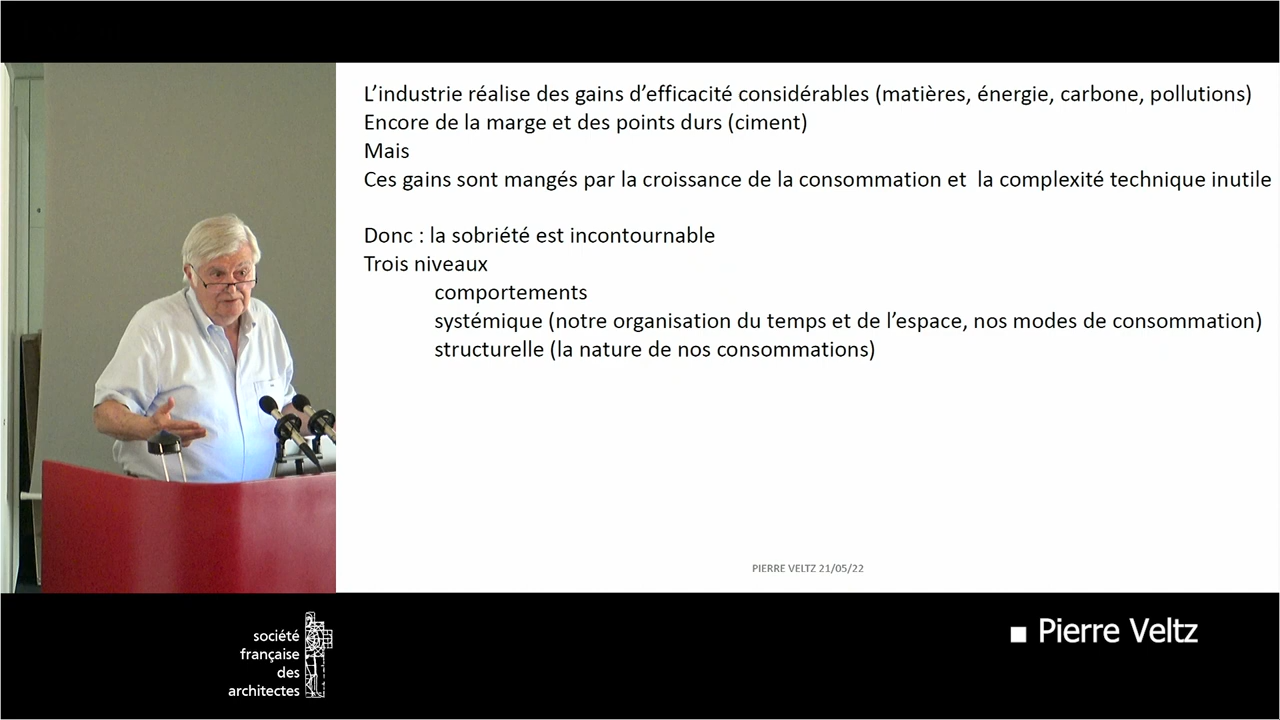 L’industrie réalise des gains d’efficacité considérables (matières, énergie, carbone, pollutions)
Encore de la marge et des points durs (ciment)
Mais
Ces gains sont mangés par la croissance de la consommation et  la complexité technique inutile
Donc : la sobriété est incontournable
Trois niveaux
comportements
systémique (notre organisation du temps et de l’espace, nos modes de consommation)
structurelle (la nature de nos consommations)
PIERRE VELTZ 21/05/22
société
française
des
architectes
Pierre Veltz